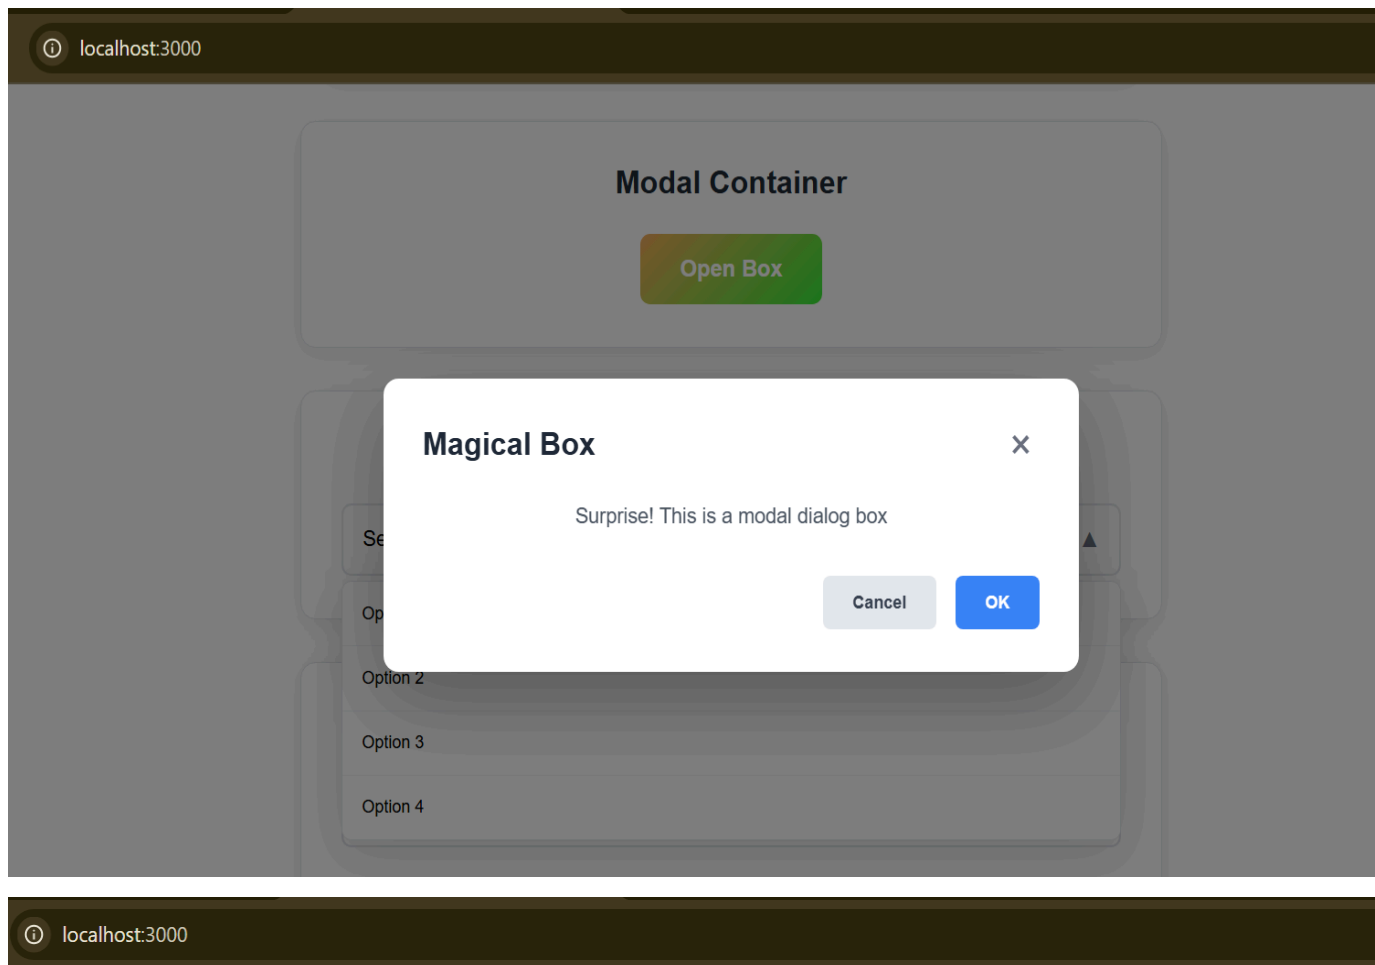 localhost:3000
Modal Container
Open Box
Magical Box
×
Surprise! This is a modal dialog box
Se
Op
Cancel
OK
Option 2
Option 3
Option 4
localhost:3000